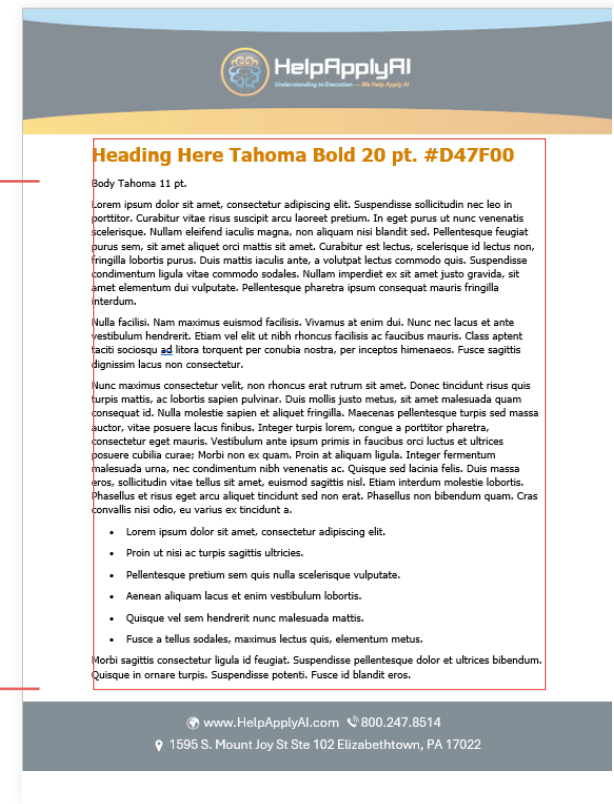 HelpApplyAI
Understanding to Execution — We Help Apply AI
Heading Here Tahoma Bold 20 pt. #D47F00
Body Tahoma 11 pt.
Lorem ipsum dolor sit amet, consectetur adipiscing elit. Suspendisse sollicitudin nec leo in
porttitor. Curabitur vitae risus suscipit arcu laoreet pretium. In eget purus ut nunc venenatis
scelerisque. Nullam eleifend iaculis magna, non aliquam nisi blandit sed. Pellentesque feugiat
purus sem, sit amet aliquet orci mattis sit amet. Curabitur est lectus, scelerisque id lectus non,
fringilla lobortis purus. Duis mattis iaculis ante, a volutpat lectus commodo quis. Suspendisse
condimentum ligula vitae commodo sodales. Nullam imperdiet ex sit amet justo gravida, sit
amet elementum dui vulputate. Pellentesque pharetra ipsum consequat mauris fringilla
interdum.
Nulla facilisi. Nam maximus euismod facilisis. Vivamus at enim dui. Nunc nec lacus et ante
vestibulum hendrerit. Etiam vel elit ut nibh rhoncus facilisis ac faucibus mauris. Class aptent
taciti sociosqu ad litora torquent per conubia nostra, per inceptos himenaeos. Fusce sagittis
dignissim lacus non consectetur.
Nunc maximus consectetur velit, non rhoncus erat rutrum sit amet. Donec tincidunt risus quis
turpis mattis, ac lobortis sapien pulvinar. Duis mollis justo metus, sit amet malesuada quam
consequat id. Nulla molestie sapien et aliquet fringilla. Maecenas pellentesque turpis sed massa
auctor, vitae posuere lacus finibus. Integer turpis lorem, congue a porttitor pharetra,
consectetur eget mauris. Vestibulum ante ipsum primis in faucibus orci luctus et ultrices
posuere cubilia curae; Morbi non ex quam. Proin at aliquam ligula. Integer fermentum
malesuada urna, nec condimentum nibh venenatis ac. Quisque sed lacinia felis. Duis massa
eros, sollicitudin vitae tellus sit amet, euismod sagittis nisl. Etiam interdum molestie lobortis.
Phasellus et risus eget arcu aliquet tincidunt sed non erat. Phasellus non bibendum quam. Cras
convallis nisi odio, eu varius ex tincidunt a.
• Lorem ipsum dolor sit amet, consectetur adipiscing elit.
• Proin ut nisi ac turpis sagittis ultricies.
• Pellentesque pretium sem quis nulla scelerisque vulputate.
• Aenean aliquam lacus et enim vestibulum lobortis.
• Quisque vel sem hendrerit nunc malesuada mattis.
• Fusce a tellus sodales, maximus lectus quis, elementum metus.
Morbi sagittis consectetur ligula id feugiat. Suspendisse pellentesque dolor et ultrices bibendum.
Quisque in ornare turpis. Suspendisse potenti. Fusce id blandit eros.
www.HelpApplyAI.com 800.247.8514
1595 S. Mount Joy St Ste 102 Elizabethtown, PA 17022